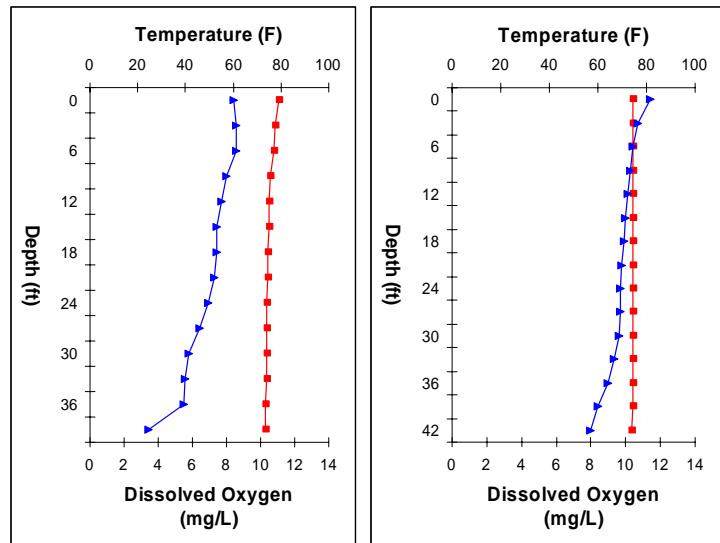 Temperature (F)
0 20 40 60 80 100
0
6
12
18
24
30
36
Depth (ft)
0 2 4 6 8 10 12 14
Dissolved Oxygen
(mg/L)
Temperature (F)
0 20 40 60 80 100
0
6
12
18
24
30
36
42
Depth (ft)
0 2 4 6 8 10 12 14
Dissolved Oxygen
(mg/L)